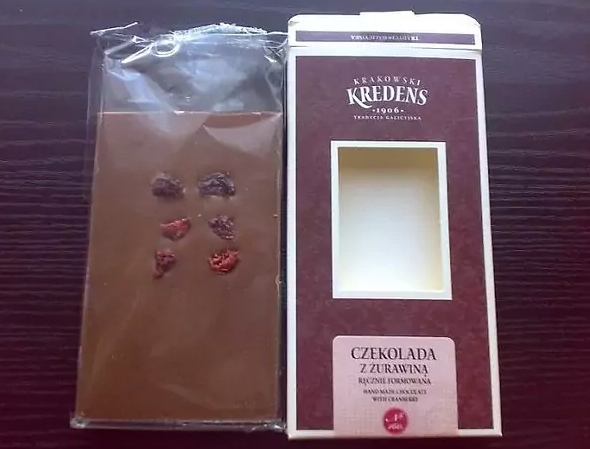 KRAKOWSKI
KREDENS
•1906•
TRADYCJA GALICYJSKA
CZEKOLADA
Z ŻURAWINĄ
RĘCZNIE FORMOWANA
HAND MADE CHOCOLATE
WITH CRANBERRY